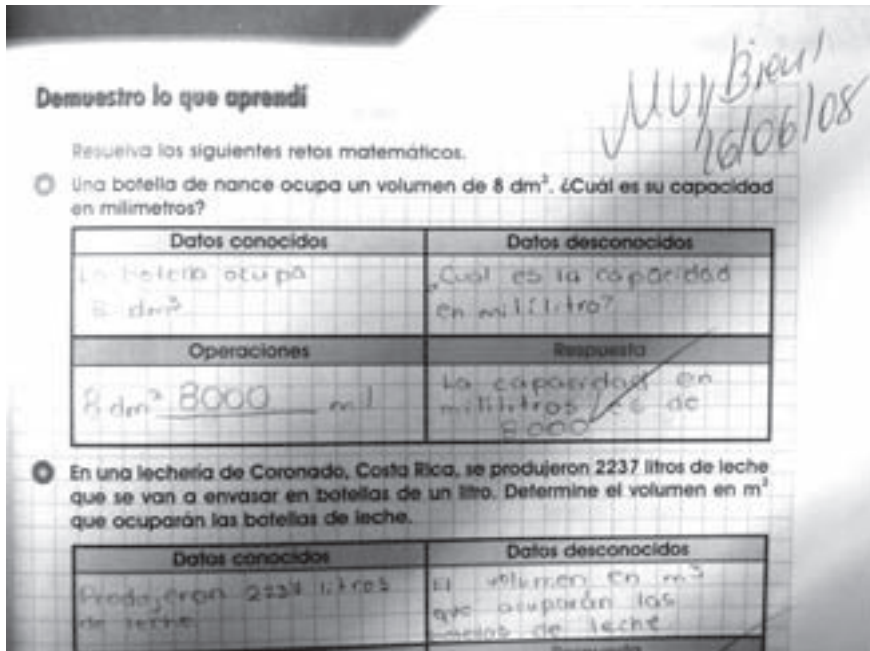 Muy Bien!
16/06/08
Demuestro lo que aprendí
Resuelva los siguientes retos matemáticos.
Una botella de nance ocupa un volumen de 8 dm³. ¿Cuál es su capacidad
en milímetros?
Datos conocidos
Datos desconocidos
La botella ocupa
8 dm³
¿Cuál es la capacidad
en mililitro?
Operaciones
Respuesta
8 dm³ 8000 ml
La capacidad en
mililitros es de
8000
En una lechería de Coronado, Costa Rica, se produjeron 2237 litros de leche
que se van a envasar en botellas de un litro. Determine el volumen en m³
que ocuparán las botellas de leche.
Datos conocidos
Datos desconocidos
Produjeron 2237 litros
de leche
El volumen en m³
que ocuparán las
de leche
Respuesta